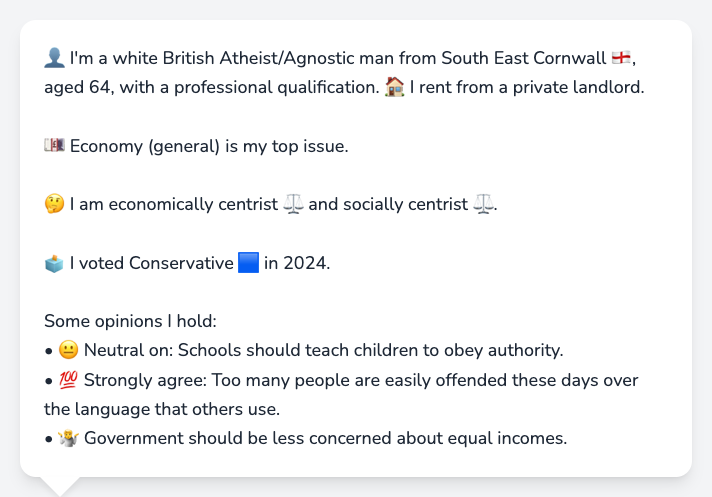 👤 I'm a white British Atheist/Agnostic man from South East Cornwall 🏴󠁧󠁢󠁥󠁮󠁧󠁿,
aged 64, with a professional qualification. 🏠 I rent from a private landlord.
💷 Economy (general) is my top issue.
🤔 I am economically centrist ⚖️ and socially centrist ⚖️.
🗳️ I voted Conservative 🟦 in 2024.
Some opinions I hold:
• 😐 Neutral on: Schools should teach children to obey authority.
• 💯 Strongly agree: Too many people are easily offended these days over
the language that others use.
• 🤷 Government should be less concerned about equal incomes.